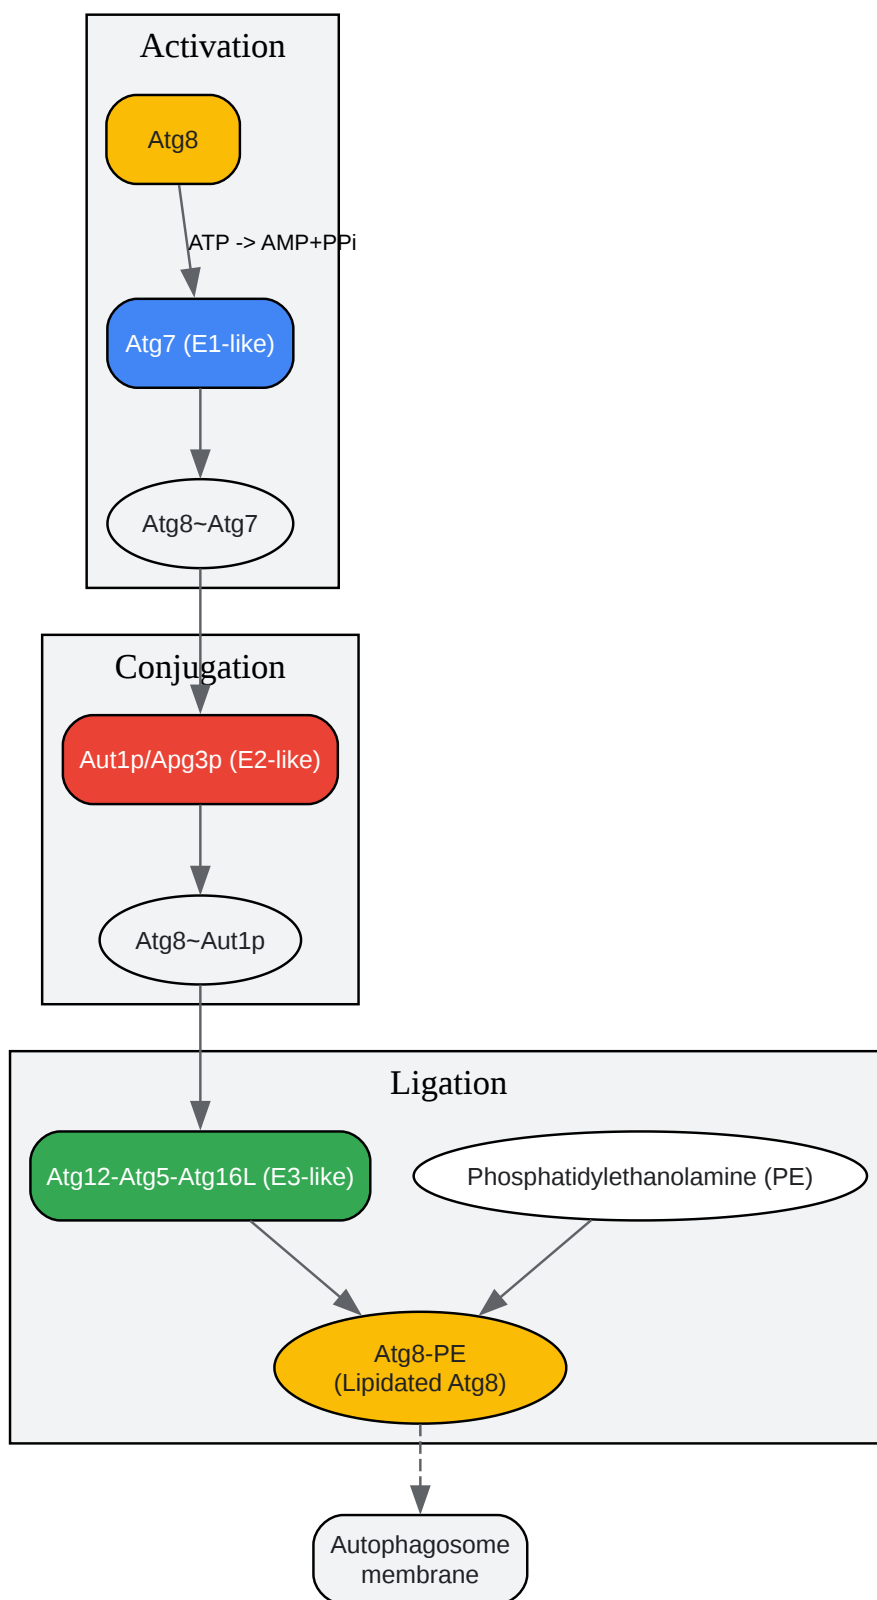 Activation
Atg8
ATP -> AMP+PPi
Atg7 (E1-like)
Atg8~Atg7
Conjugation
Aut1p/Apg3p (E2-like)
Atg8~Aut1p
Ligation
Atg12-Atg5-Atg16L (E3-like)
Phosphatidylethanolamine (PE)
Atg8-PE
(Lipidated Atg8)
Autophagosome
membrane